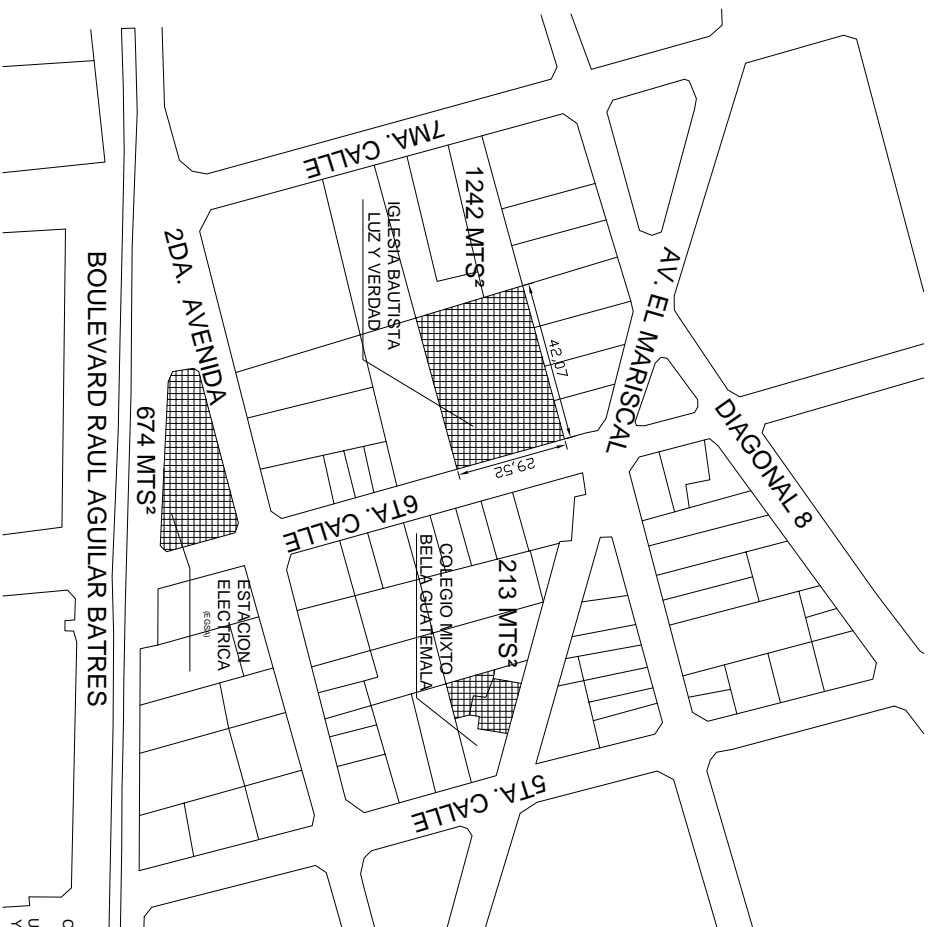 7MA. CALLE
1242 MTS²
IGLESIA BAUTISTA
LUZ Y VERDAD
2DA. AVENIDA
AV. EL MARISCAL
BOULEVARD RAUL AGUILAR BATRES
674 MTS²
42,07
29,52
DIAGONAL 8
6TA. CALLE
COLEGIO MIXTO
BELLA GUATEMALA
213 MTS²
ESTACION
ELECTRICA
(EGSA)
5TA. CALLE
C
U
Y